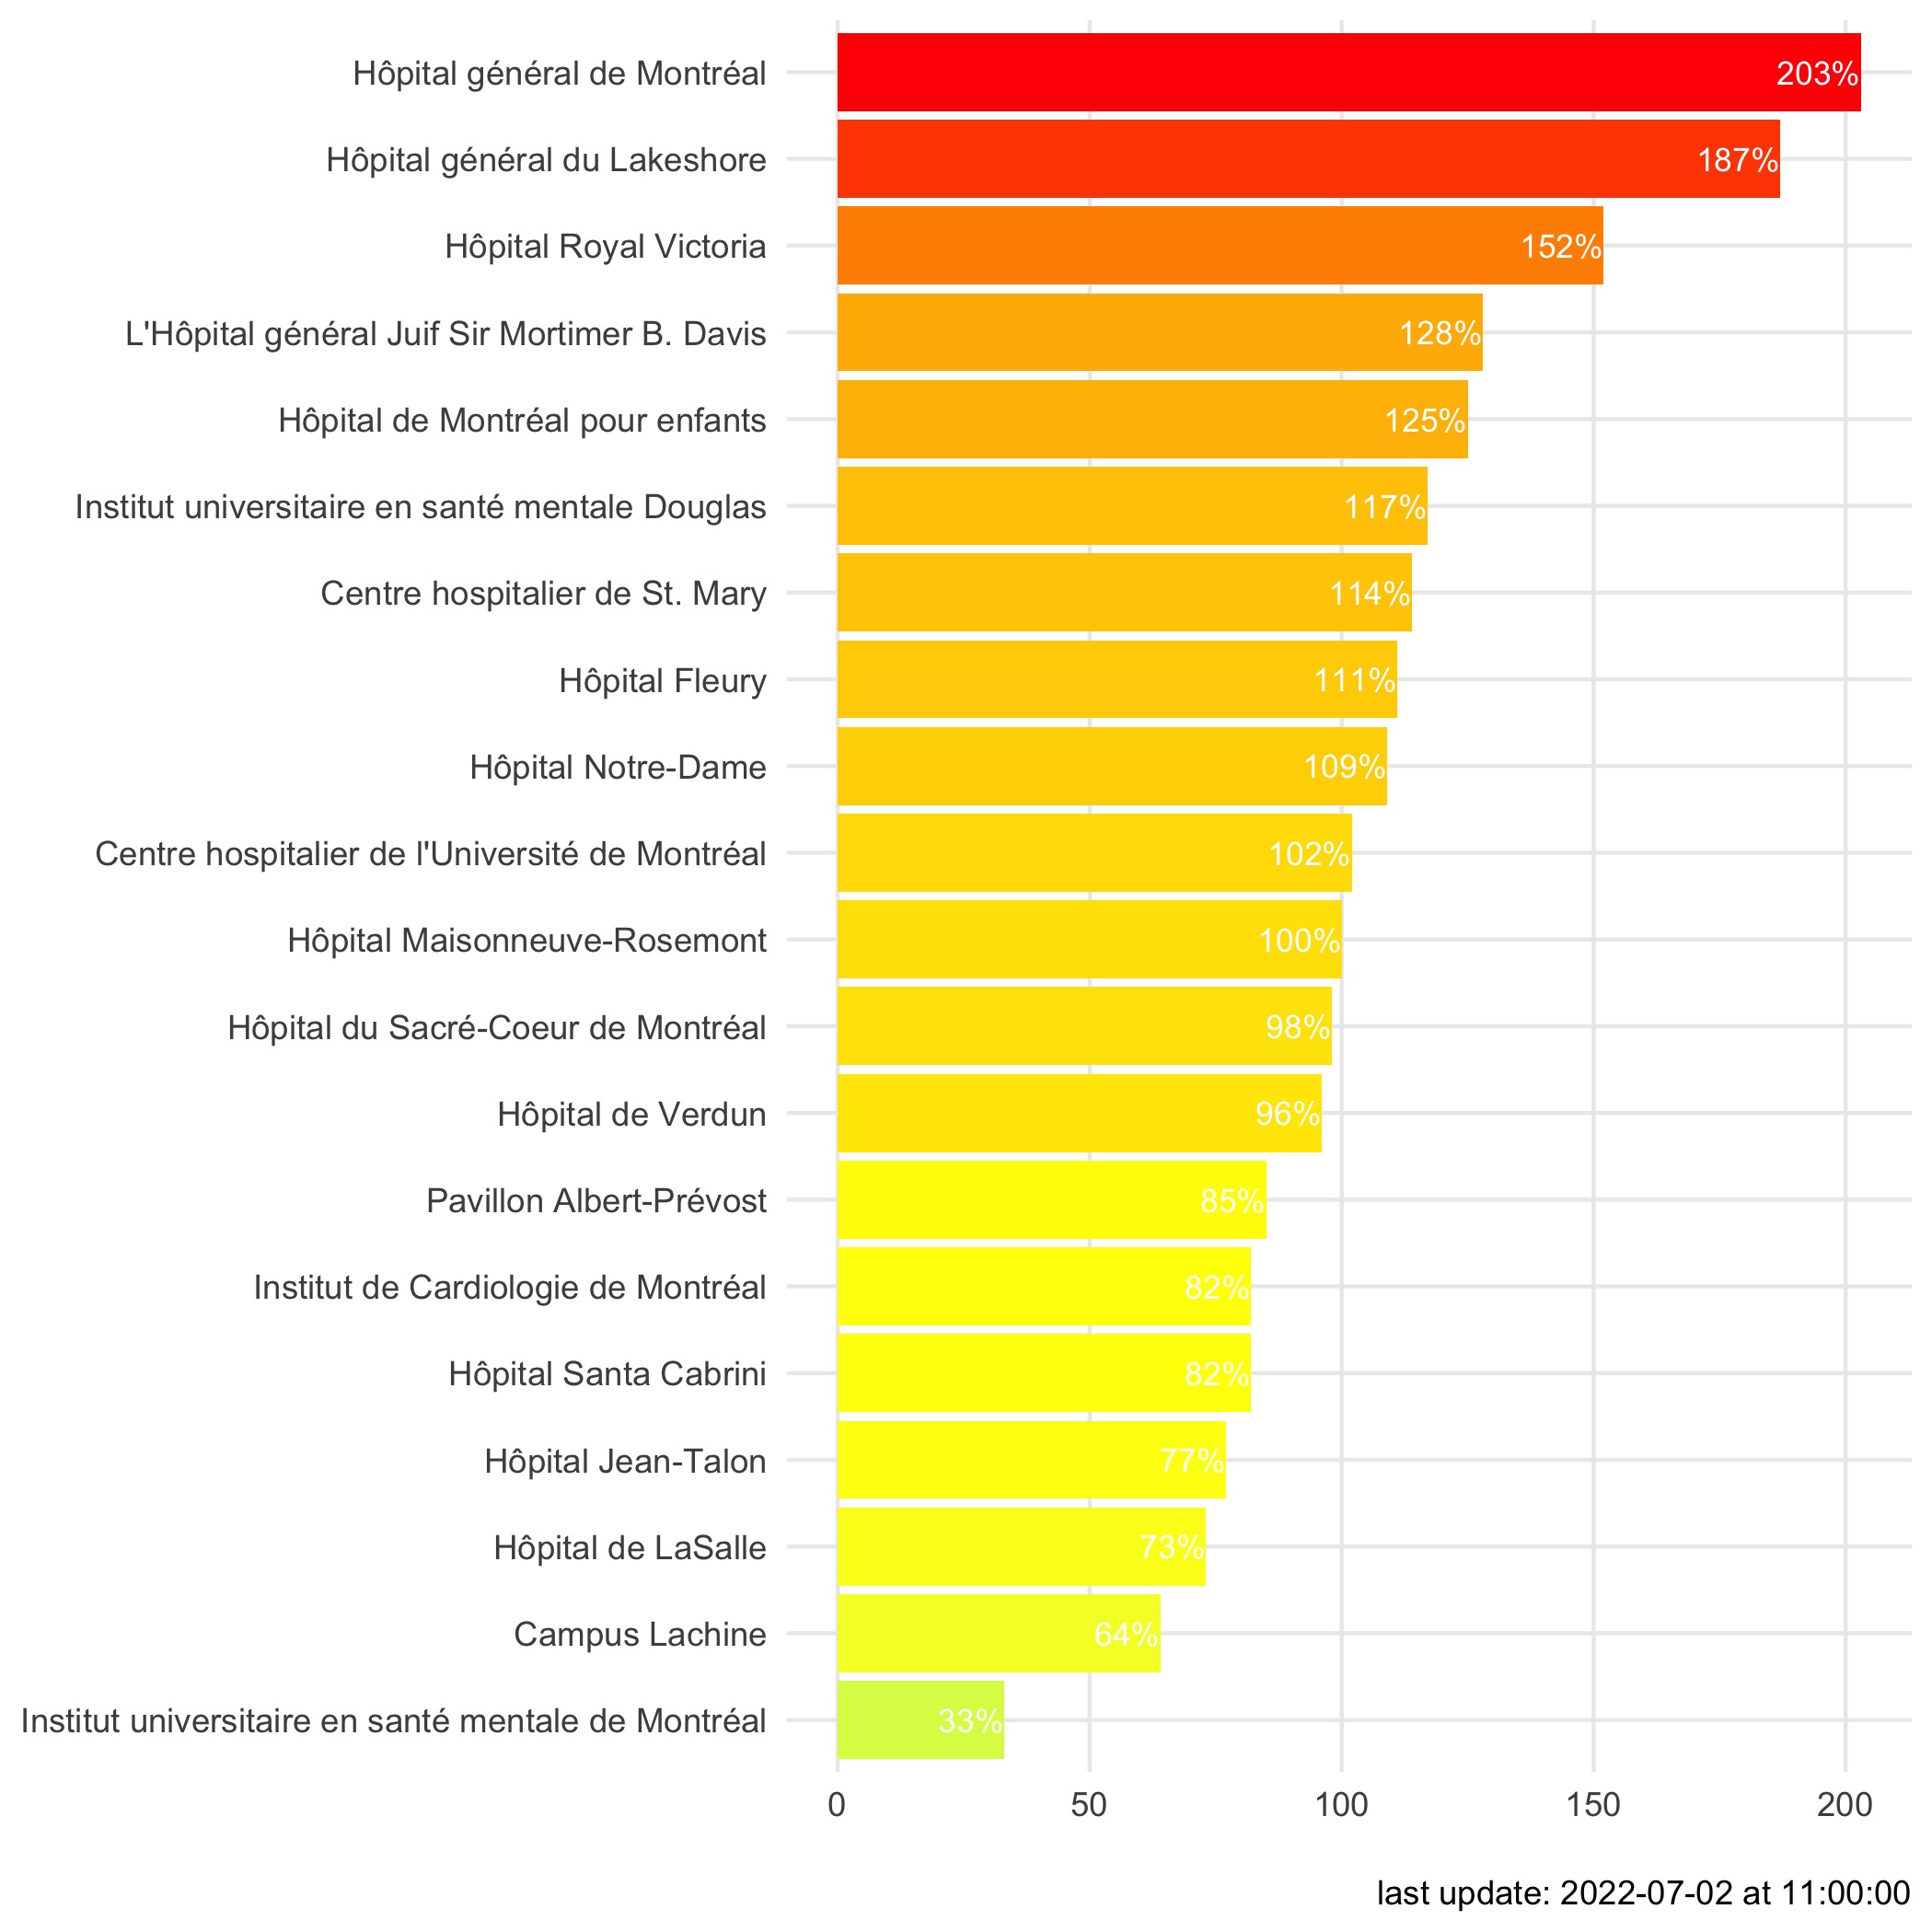 Hôpital général de Montréal 203%
Hôpital général du Lakeshore 187%
Hôpital Royal Victoria 152%
L'Hôpital général Juif Sir Mortimer B. Davis 128%
Hôpital de Montréal pour enfants 125%
Institut universitaire en santé mentale Douglas 117%
Centre hospitalier de St. Mary 114%
Hôpital Fleury 111%
Hôpital Notre-Dame 109%
Centre hospitalier de l'Université de Montréal 102%
Hôpital Maisonneuve-Rosemont 100%
Hôpital du Sacré-Coeur de Montréal 98%
Hôpital de Verdun 96%
Pavillon Albert-Prévost 85%
Institut de Cardiologie de Montréal 82%
Hôpital Santa Cabrini 82%
Hôpital Jean-Talon 77%
Hôpital de LaSalle 73%
Campus Lachine 64%
Institut universitaire en santé mentale de Montréal 33%
0 50 100 150 200
last update: 2022-07-02 at 11:00:00